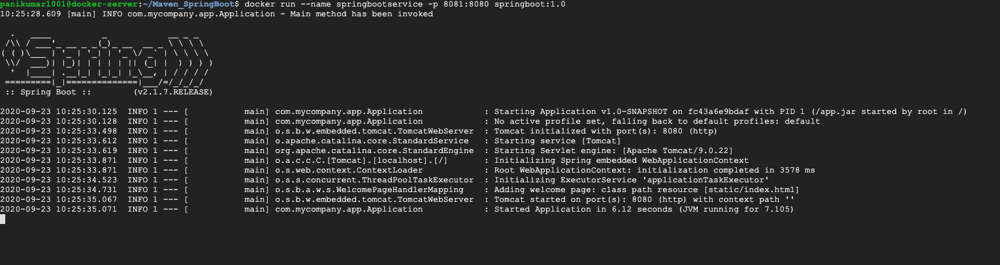 panikumar1001@docker-server:~/Maven_SpringBoot$ docker run --name springbootservice -p 8081:8080 springboot:1.0
10:25:28.609 [main] INFO com.mycompany.app.Application - Main method has been invoked
  .   ____          _            __ _ _
 /\\ / ___'_ __ _ _(_)_ __  __ _ \ \ \ \
( ( )\___ | '_ | '_| | '_ \/ _` | \ \ \ \
 \\/  ___)| |_)| | | | | || (_| |  ) ) ) )
  '  |____| .__|_| |_|_| |_\__, | / / / /
 =========|_|==============|___/=/_/_/_/
 :: Spring Boot ::        (v2.1.7.RELEASE)
2020-09-23 10:25:30.125  INFO 1 --- [           main] com.mycompany.app.Application            : Starting Application v1.0-SNAPSHOT on fc43a6e9bdaf with PID 1 (/app.jar started by root in /)
2020-09-23 10:25:30.128  INFO 1 --- [           main] com.mycompany.app.Application            : No active profile set, falling back to default profiles: default
2020-09-23 10:25:33.498  INFO 1 --- [           main] o.s.b.w.embedded.tomcat.TomcatWebServer  : Tomcat initialized with port(s): 8080 (http)
2020-09-23 10:25:33.612  INFO 1 --- [           main] o.apache.catalina.core.StandardService   : Starting service [Tomcat]
2020-09-23 10:25:33.619  INFO 1 --- [           main] org.apache.catalina.core.StandardEngine  : Starting Servlet engine: [Apache Tomcat/9.0.22]
2020-09-23 10:25:33.871  INFO 1 --- [           main] o.a.c.c.C.[Tomcat].[localhost].[/]       : Initializing Spring embedded WebApplicationContext
2020-09-23 10:25:33.871  INFO 1 --- [           main] o.s.web.context.ContextLoader            : Root WebApplicationContext: initialization completed in 3578 ms
2020-09-23 10:25:34.523  INFO 1 --- [           main] o.s.s.concurrent.ThreadPoolTaskExecutor  : Initializing ExecutorService 'applicationTaskExecutor'
2020-09-23 10:25:34.731  INFO 1 --- [           main] o.s.b.a.w.s.WelcomePageHandlerMapping    : Adding welcome page: class path resource [static/index.html]
2020-09-23 10:25:35.067  INFO 1 --- [           main] o.s.b.w.embedded.tomcat.TomcatWebServer  : Tomcat started on port(s): 8080 (http) with context path ''
2020-09-23 10:25:35.071  INFO 1 --- [           main] com.mycompany.app.Application            : Started Application in 6.12 seconds (JVM running for 7.105)